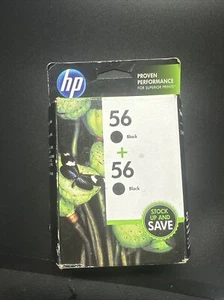 hp
PROVEN
PERFORMANCE
FOR SUPERIOR PRINTS
56
Black
+
56
Black
STOCK
UP AND
SAVE